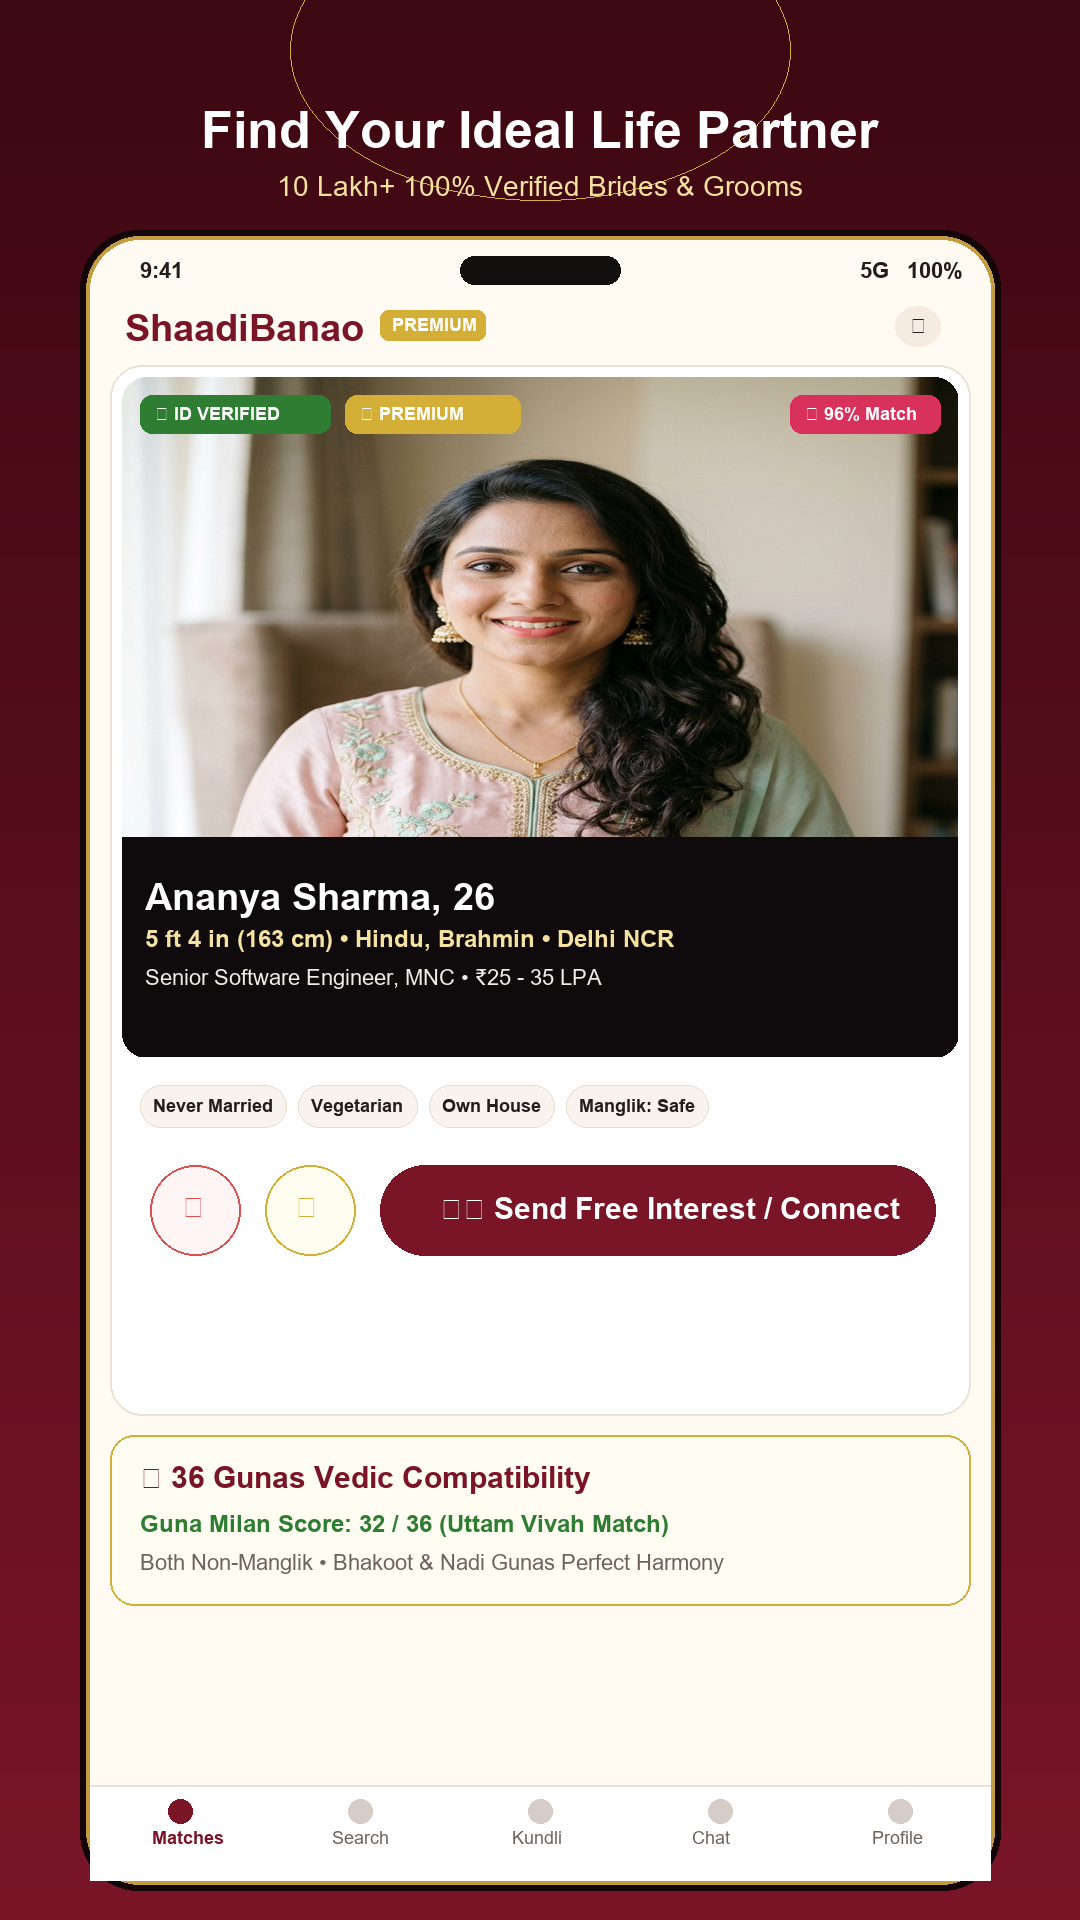 Find Your Ideal Life Partner
10 Lakh+ 100% Verified Brides & Grooms
9:41
5G 100%
ShaadiBanao PREMIUM
ID VERIFIED
PREMIUM
96% Match
Ananya Sharma, 26
5 ft 4 in (163 cm) • Hindu, Brahmin • Delhi NCR
Senior Software Engineer, MNC • ₹25 - 35 LPA
Never Married
Vegetarian
Own House
Manglik: Safe
Send Free Interest / Connect
36 Gunas Vedic Compatibility
Guna Milan Score: 32 / 36 (Uttam Vivah Match)
Both Non-Manglik • Bhakoot & Nadi Gunas Perfect Harmony
Matches
Search
Kundli
Chat
Profile